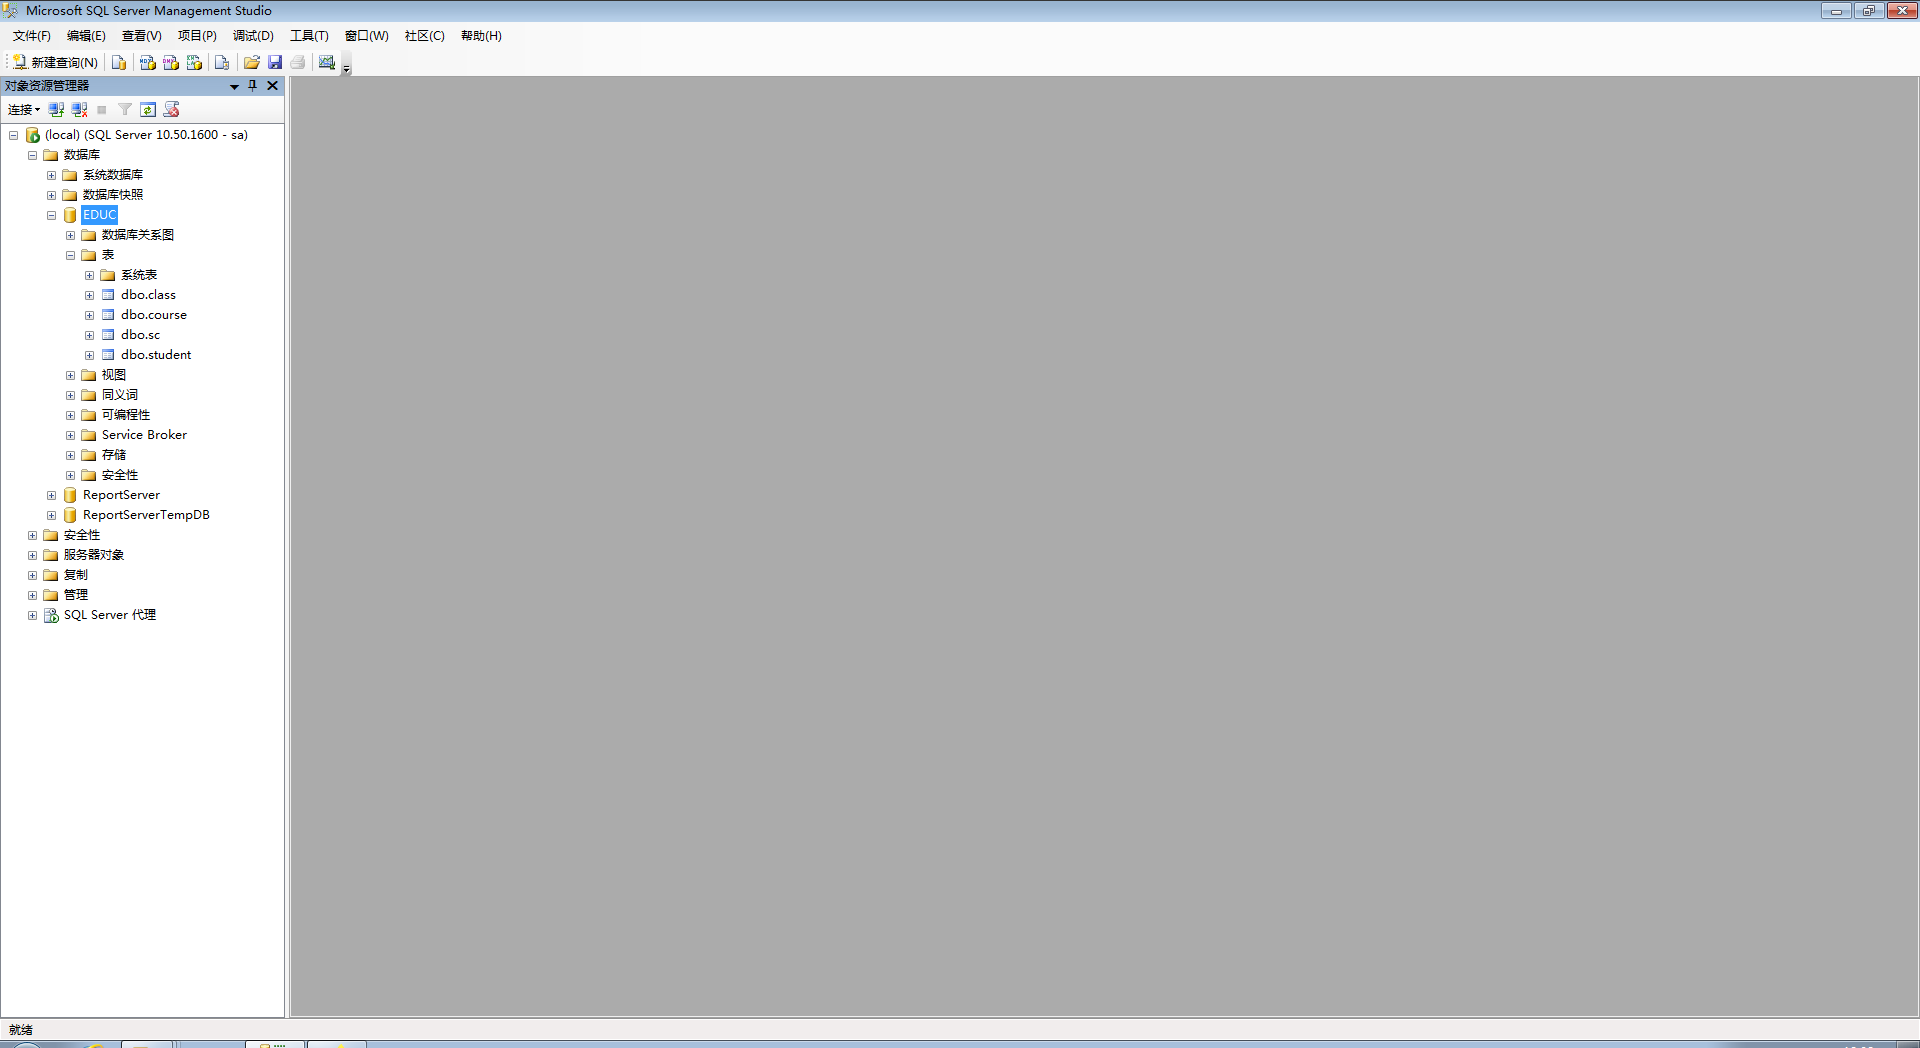 Microsoft SQL Server Management Studio
文件(F) 编辑(E) 查看(V) 项目(P) 调试(D) 工具(T) 窗口(W) 社区(C) 帮助(H)
新建查询(N)
对象资源管理器
连接
(local) (SQL Server 10.50.1600 - sa)
数据库
系统数据库
数据库快照
EDUC
数据库关系图
表
系统表
dbo.class
dbo.course
dbo.sc
dbo.student
视图
同义词
可编程性
Service Broker
存储
安全性
ReportServer
ReportServerTempDB
安全性
服务器对象
复制
管理
SQL Server 代理
就绪